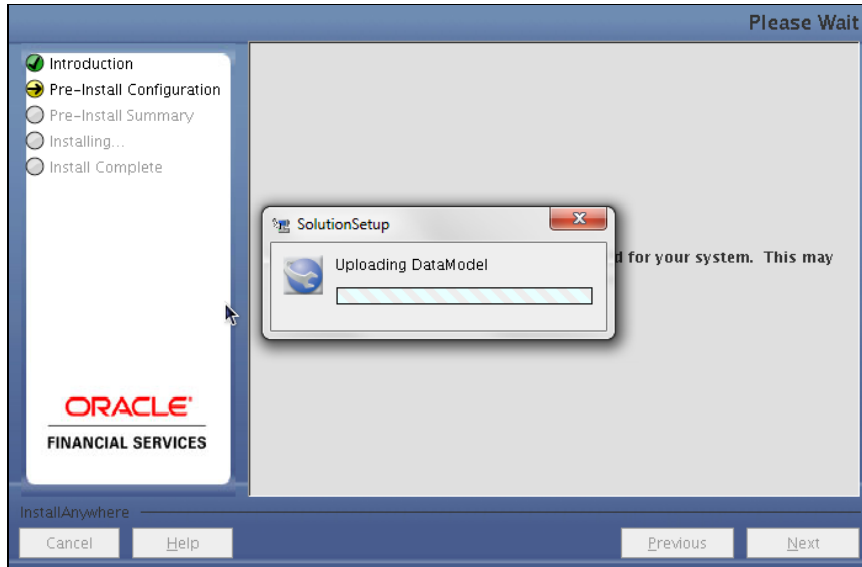 Please Wait
Introduction
Pre-Install Configuration
Pre-Install Summary
Installing...
Install Complete
SolutionSetup
Uploading DataModel
d for your system. This may
ORACLE
FINANCIAL SERVICES
InstallAnywhere
Cancel
Help
Previous
Next